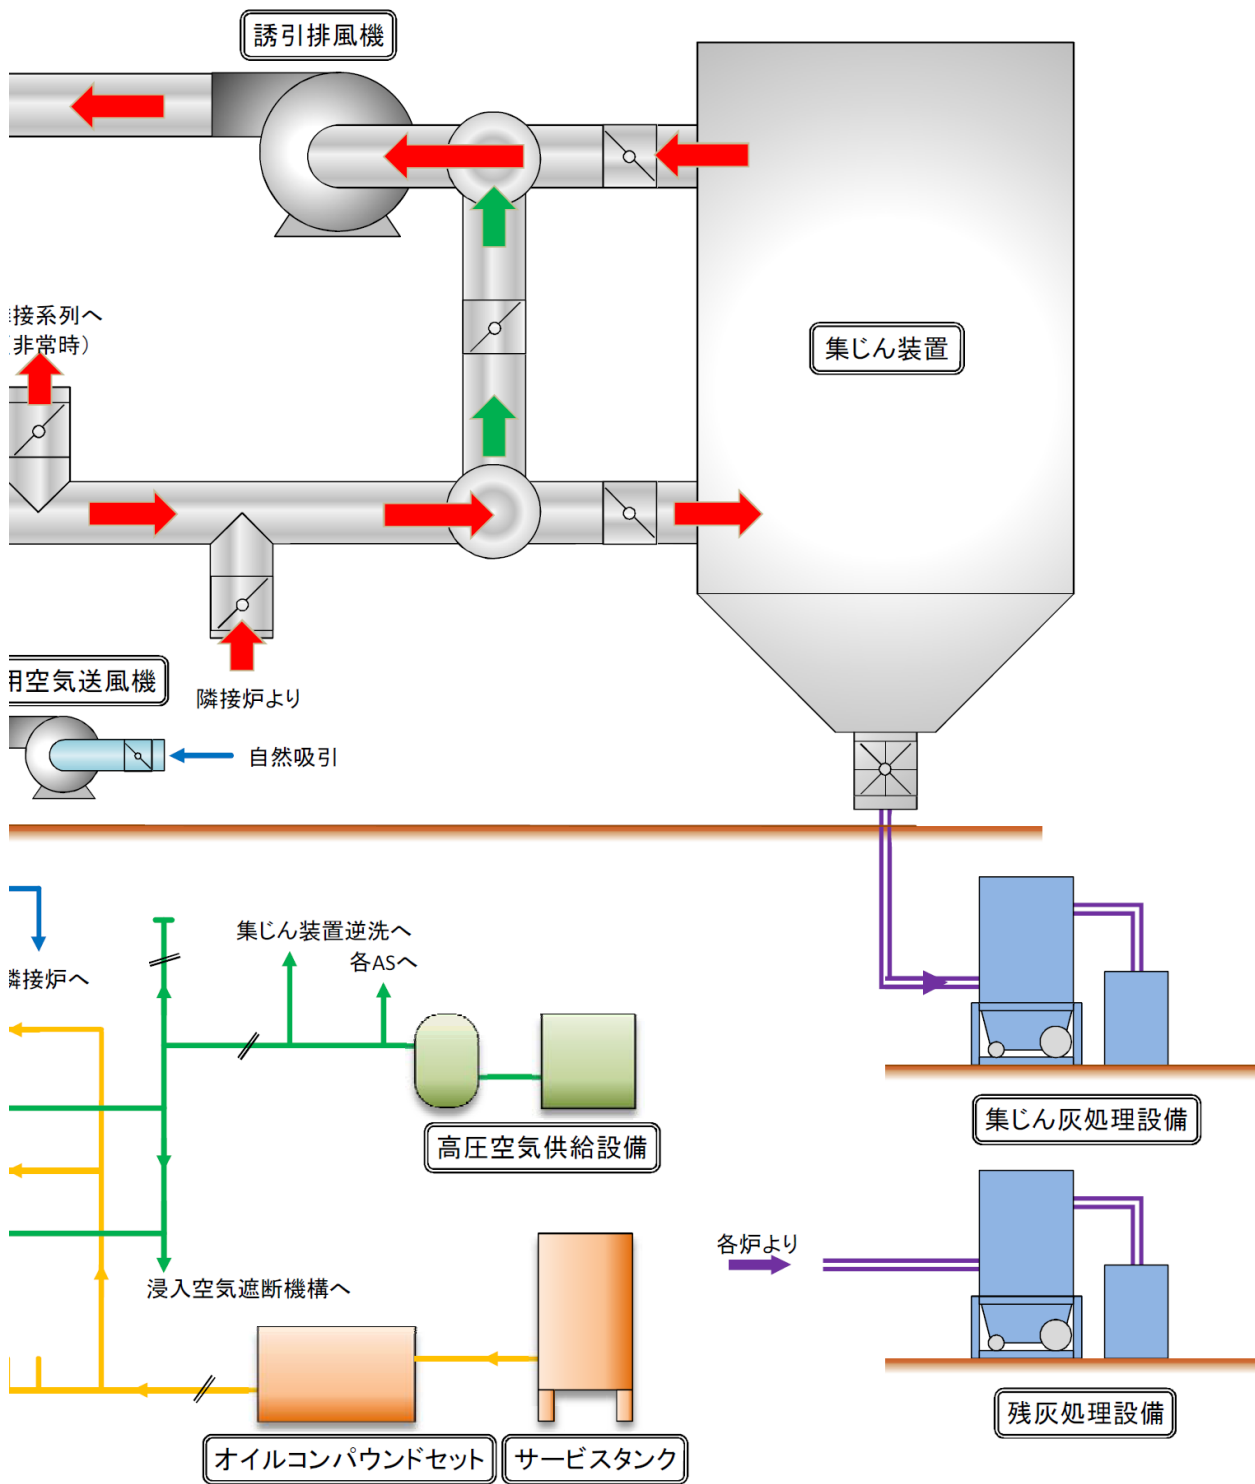 誘引排風機
接系列へ
非常時）
集じん装置
用空気送風機
隣接炉より
自然吸引
集じん装置逆洗へ
各ASへ
隣接炉へ
高圧空気供給設備
集じん灰処理設備
各炉より
浸入空気遮断機構へ
残灰処理設備
オイルコンパウンドセット
サービスタンク